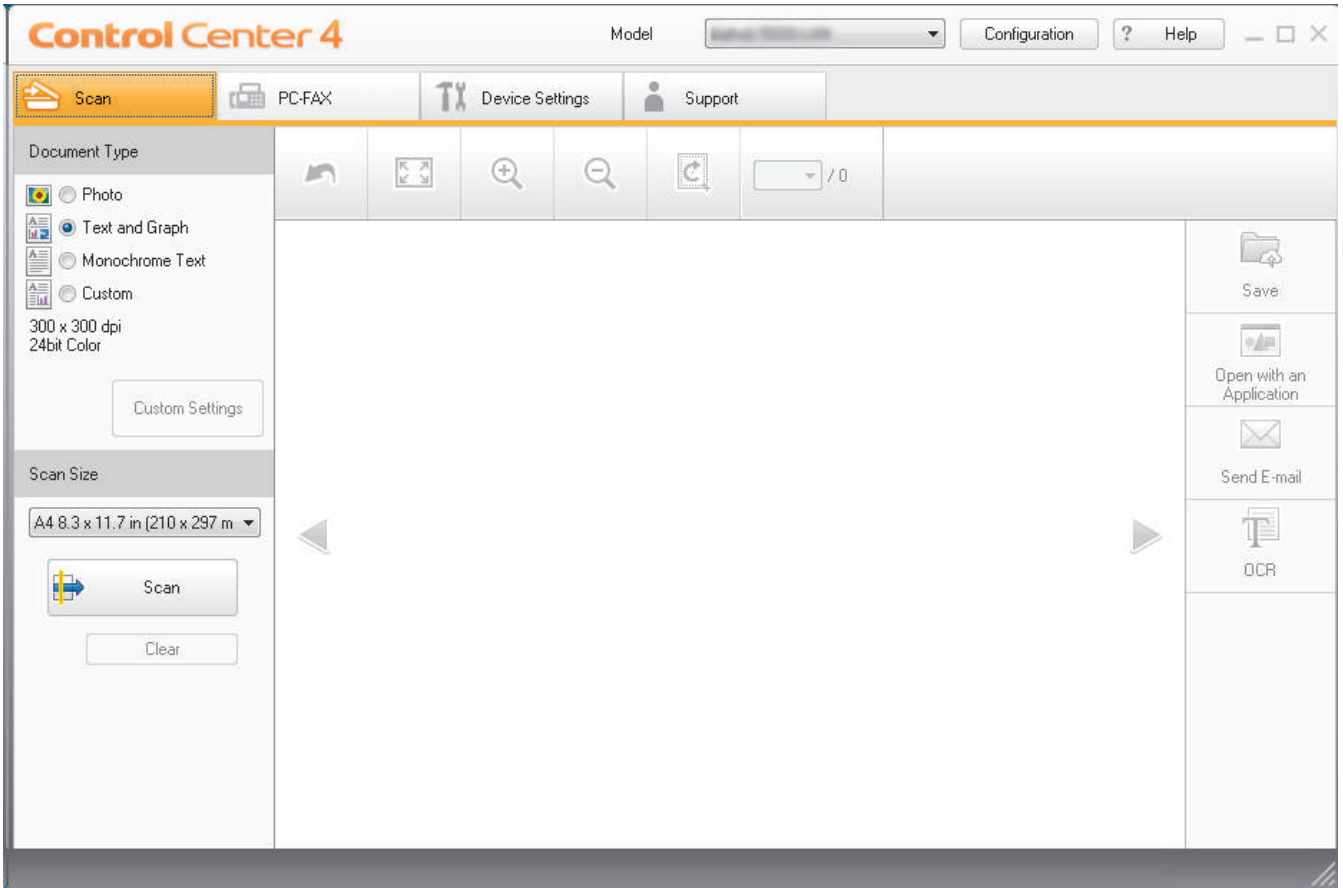 Control Center 4
Model
Configuration
? Help
Scan
PC-FAX
Device Settings
Support
Document Type
Photo
Text and Graph
Monochrome Text
Custom
300 x 300 dpi
24bit Color
Custom Settings
/ 0
Scan Size
A4 8.3 x 11.7 in (210 x 297 m
Scan
Clear
Save
Open with an
Application
Send E-mail
OCR